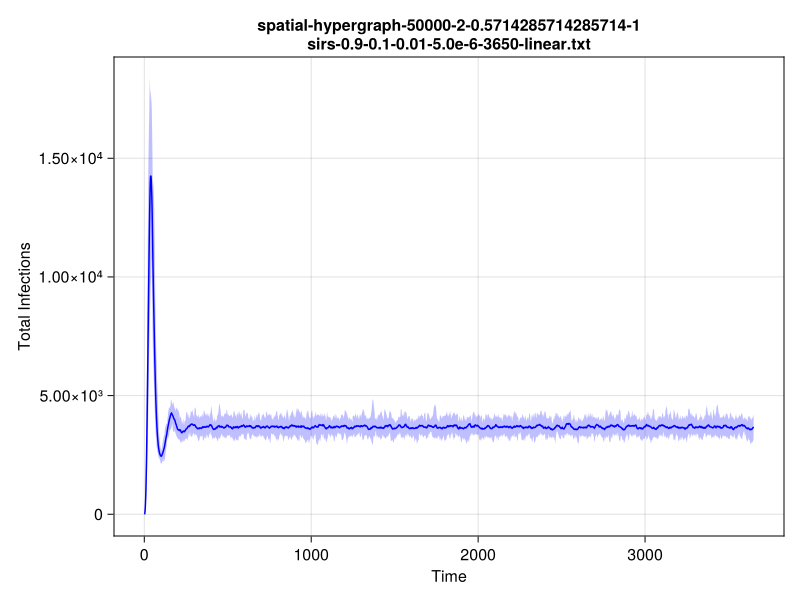 spatial-hypergraph-50000-2-0.5714285714285714-1
sirs-0.9-0.1-0.01-5.0e-6-3650-linear.txt
Total Infections
1.50×10⁴
1.00×10⁴
5.00×10³
0
0
1000
2000
3000
Time